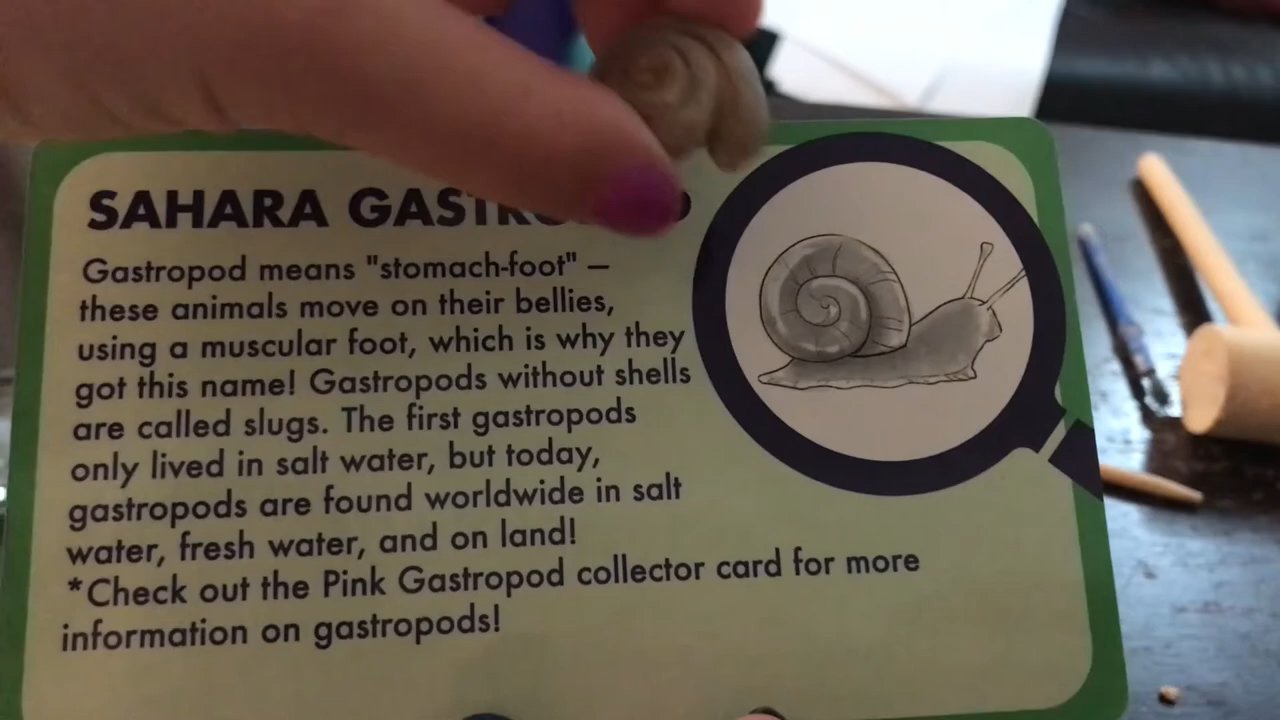 SAHARA
Gastropod means "stomach-foot" –
these animals move on their bellies,
using a muscular foot, which is why they
got this name! Gastropods without shells
are called slugs. The first gastropods
only lived in salt water, but today,
gastropods are found worldwide in salt
water, fresh water, and on land!
*Check out the Pink Gastropod collector card for more
information on gastropods!